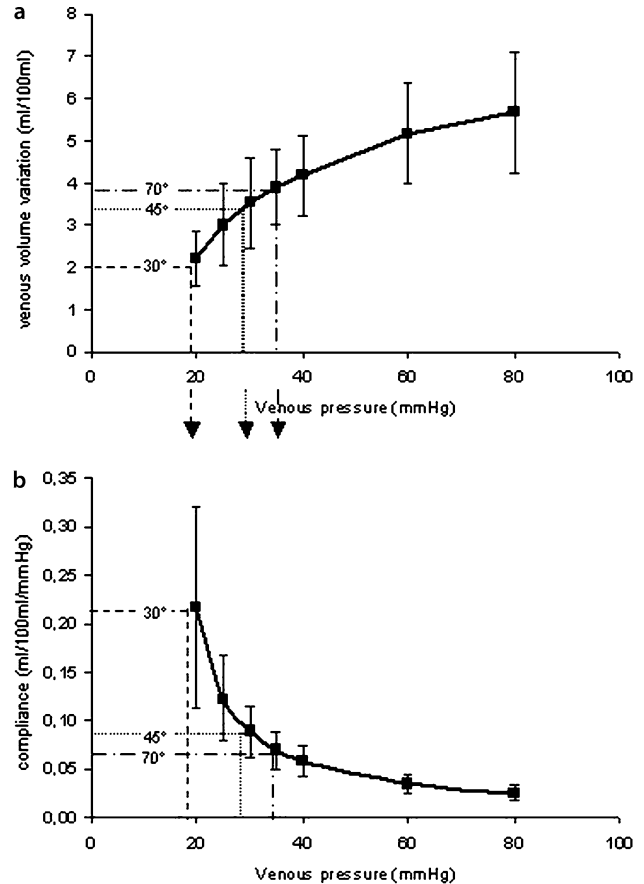 a
venous volume variation (ml/100ml)
8
7
6
5
4
3
2
1
0
70°
45°
30°
0 20 40 60 80 100
Venous pressure (mmHg)
b
compliance (ml/100ml/mmHg)
0,35
0,30
0,25
0,20
0,15
0,10
0,05
0,00
30°
45°
70°
0 20 40 60 80 100
Venous pressure (mmHg)